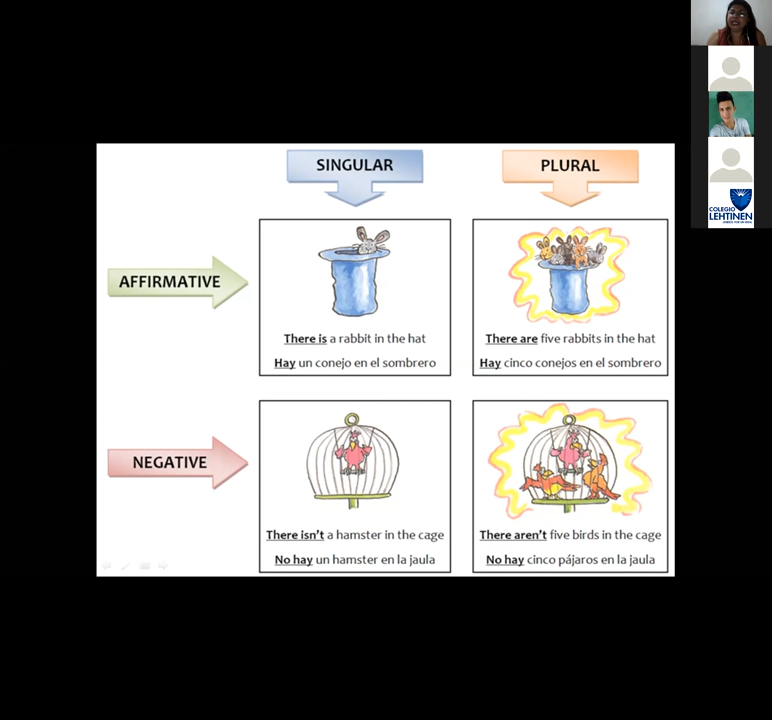 SINGULAR
PLURAL
COLEGIO
LEHTINEN
AFFIRMATIVE
There is a rabbit in the hat
Hay un conejo en el sombrero
There are five rabbits in the hat
Hay cinco conejos en el sombrero
NEGATIVE
There isn't a hamster in the cage
No hay un hamster en la jaula
There aren't five birds in the cage
No hay cinco pájaros en la jaula